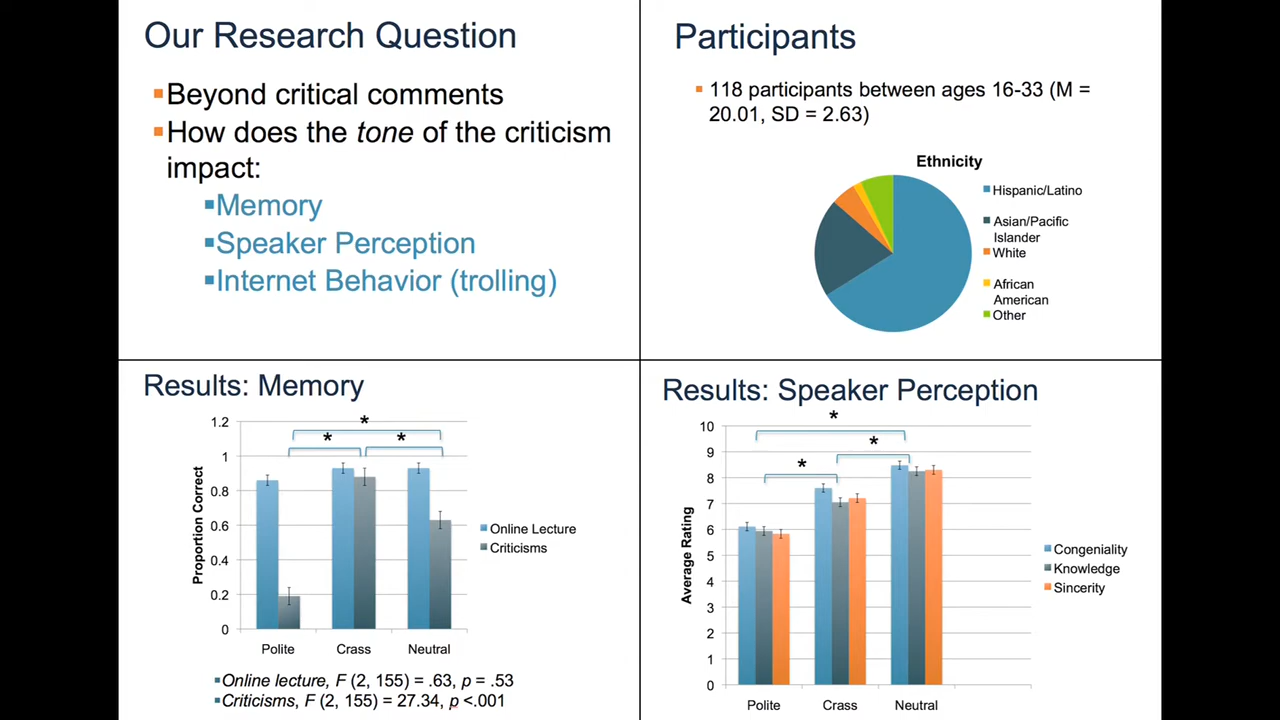 Our Research Question
▪Beyond critical comments
▪How does the tone of the criticism
impact:
▪Memory
▪Speaker Perception
▪Internet Behavior (trolling)
Participants
▪ 118 participants between ages 16-33 (M =
20.01, SD = 2.63)
Ethnicity
Hispanic/Latino
Asian/Pacific
Islander
White
African
American
Other
Results: Memory
*
* *
1.2
1
0.8
0.6
0.4
0.2
0
Proportion Correct
Polite Crass Neutral
Online Lecture
Criticisms
▪Online lecture, F (2, 155) = .63, p = .53
▪Criticisms, F (2, 155) = 27.34, p <.001
Results: Speaker Perception
*
*
*
10
9
8
7
6
5
4
3
2
1
0
Average Rating
Polite Crass Neutral
Congeniality
Knowledge
Sincerity